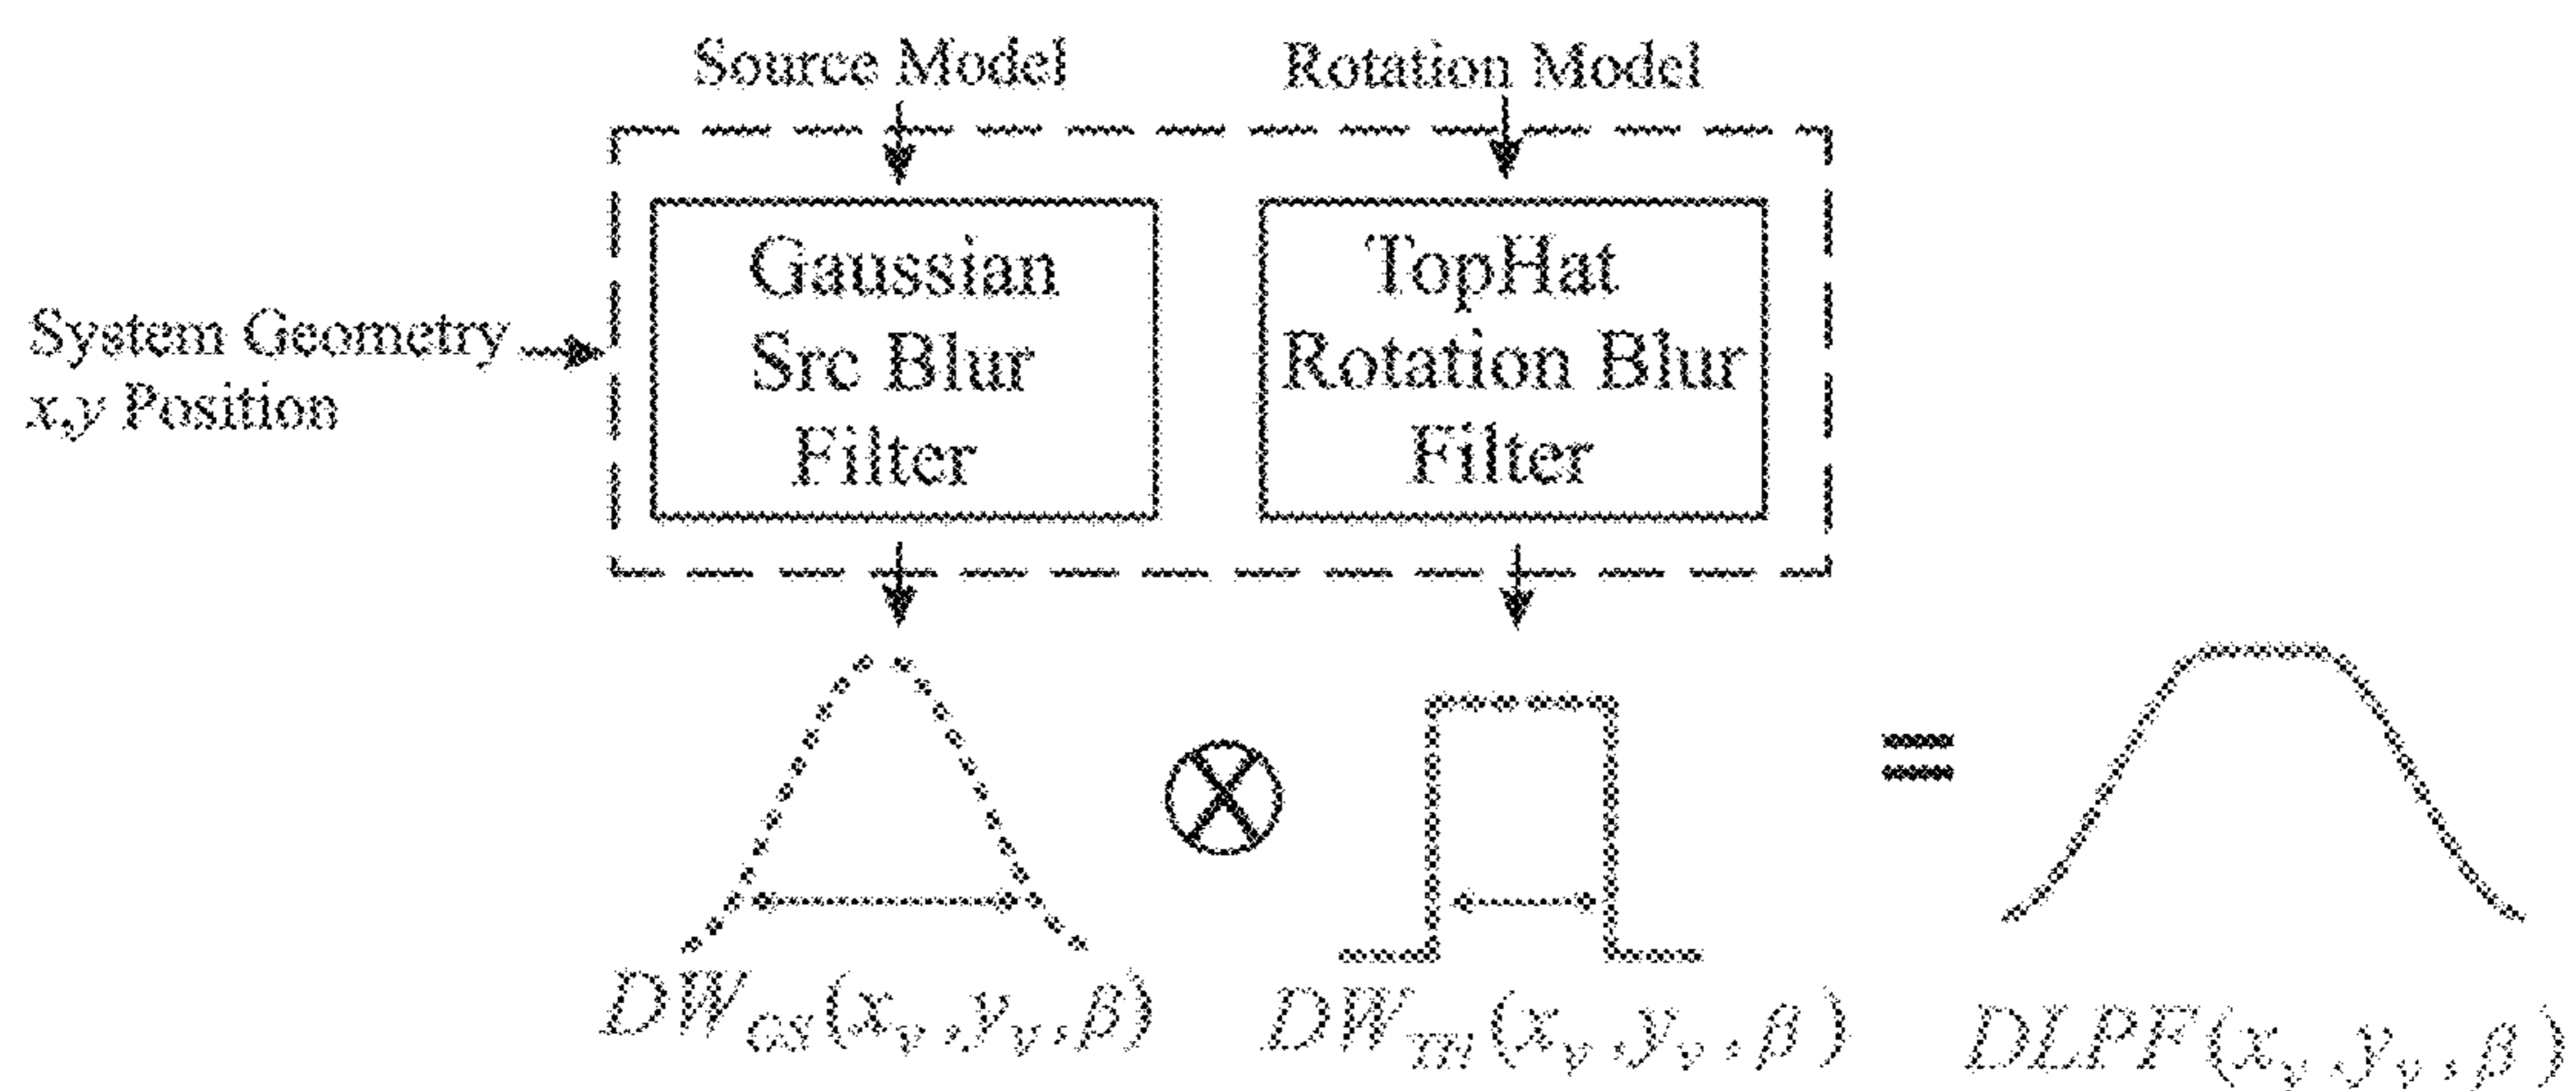 Source Model
Rotation Model
Gaussian
Src Blur
Filter
TopHat
Rotation Blur
Filter
System Geometry
x,y Position
=
DW_GS(x_v,y_v,β)
DW_TH(x_v,y_v,β)
DLPF(x_v,y_v,β)